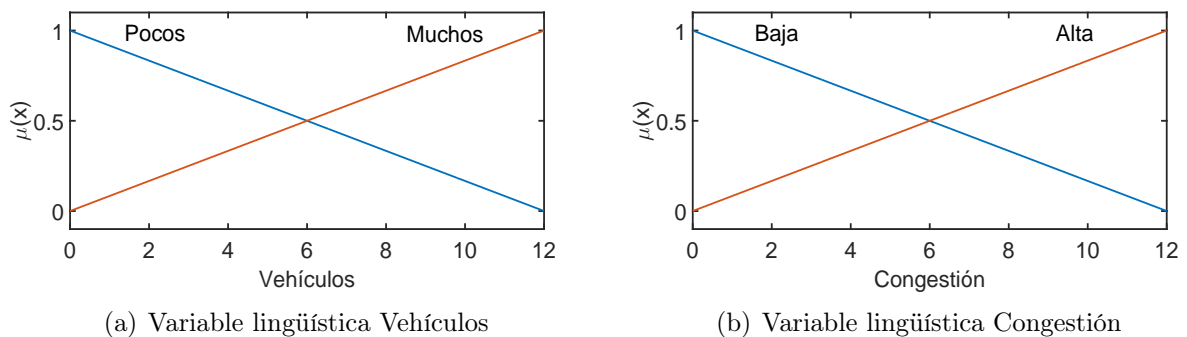 Pocos Muchos
1
0.5
0
μ(x)
0 2 4 6 8 10 12
Vehículos
(a) Variable lingüística Vehículos
Baja Alta
1
0.5
0
μ(x)
0 2 4 6 8 10 12
Congestión
(b) Variable lingüística Congestión